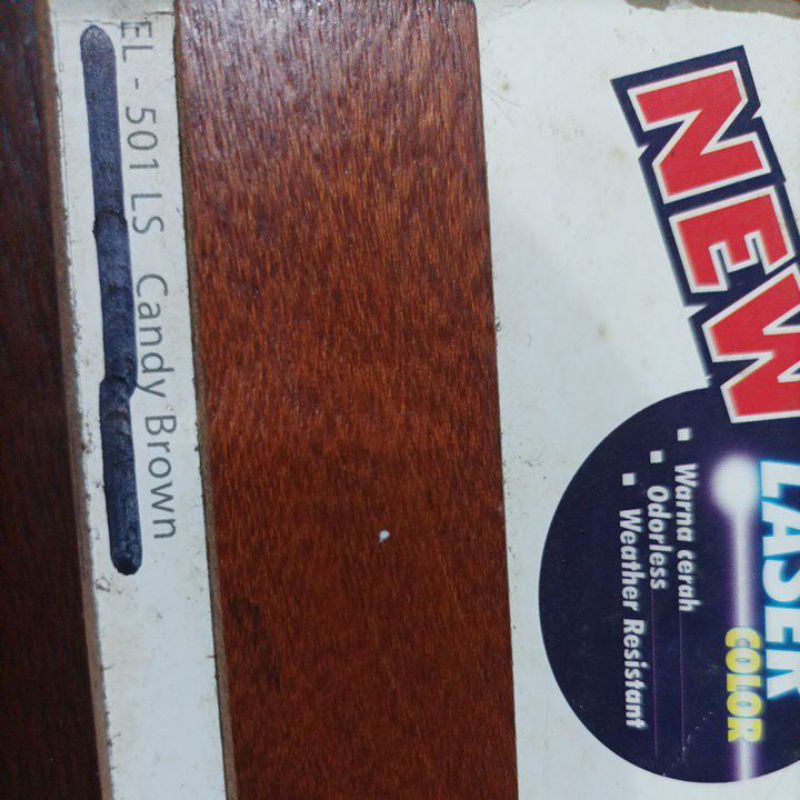 EL - 501 LS Candy Brown
NEW
LASER
COLOR
▪ Warna cerah
▪ Odorless
▪ Weather Resistant